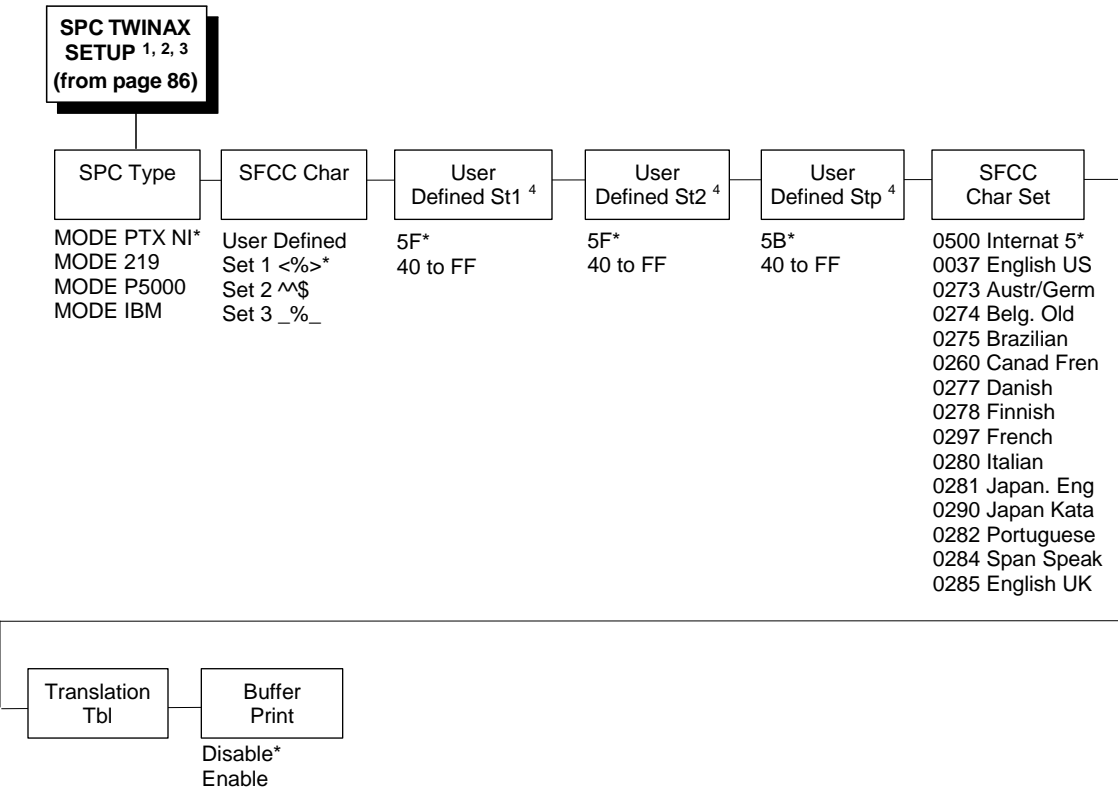 SPC TWINAX
SETUP 1, 2, 3
(from page 86)
SPC Type
MODE PTX NI*
MODE 219
MODE P5000
MODE IBM
SFCC Char
User Defined
Set 1 <%>*
Set 2 ^^$
Set 3 _%_
User
Defined St1 4
5F*
40 to FF
User
Defined St2 4
5F*
40 to FF
User
Defined Stp 4
5B*
40 to FF
SFCC
Char Set
0500 Internat 5*
0037 English US
0273 Austr/Germ
0274 Belg. Old
0275 Brazilian
0260 Canad Fren
0277 Danish
0278 Finnish
0297 French
0280 Italian
0281 Japan. Eng
0290 Japan Kata
0282 Portuguese
0284 Span Speak
0285 English UK
Translation
Tbl
Buffer
Print
Disable*
Enable